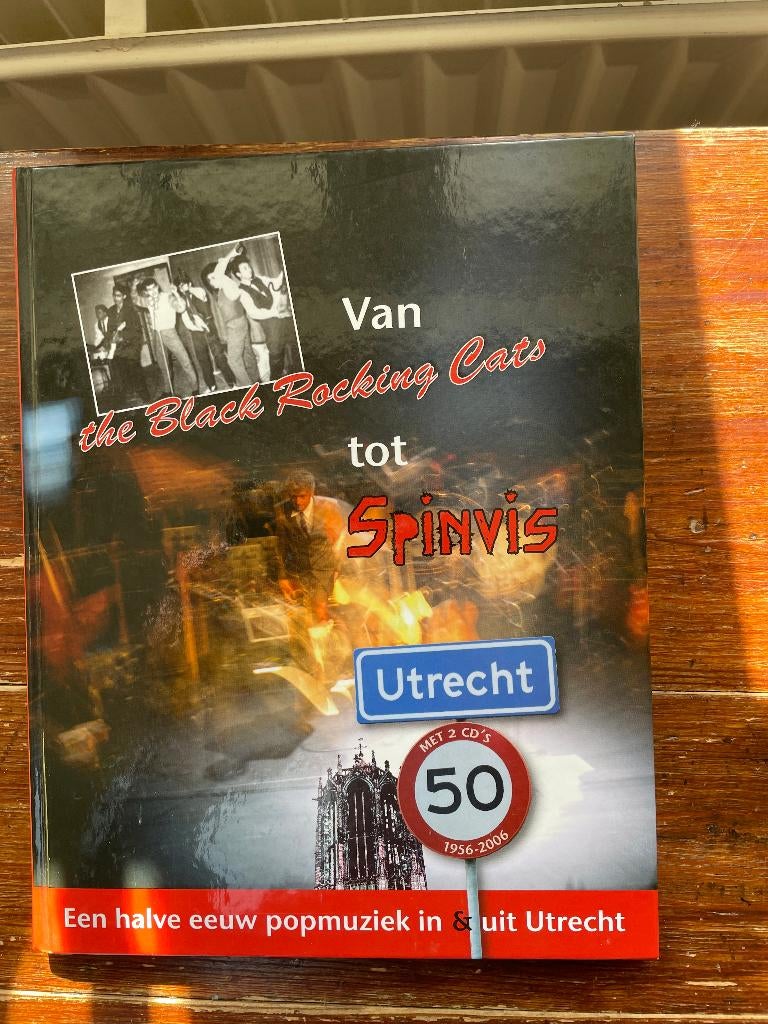 Van
the Black Rocking Cats
tot
Spinvis
Utrecht
MET 2 CD'S
50
1956-2006
Een halve eeuw popmuziek in & uit Utrecht